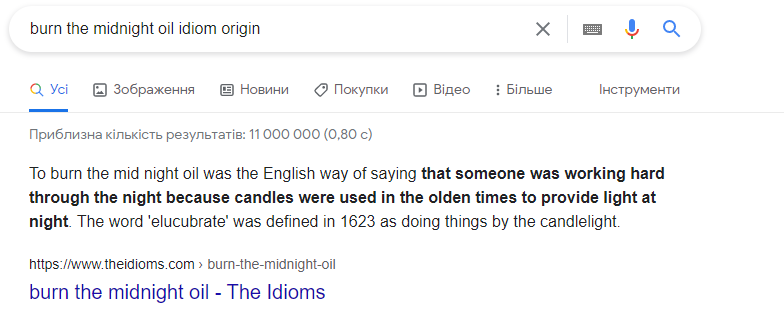 burn the midnight oil idiom origin
Усі Зображення Новини Покупки Відео Більше Інструменти
Приблизна кількість результатів: 11 000 000 (0,80 с)
To burn the mid night oil was the English way of saying that someone was working hard
through the night because candles were used in the olden times to provide light at
night. The word 'elucubrate' was defined in 1623 as doing things by the candlelight.
https://www.theidioms.com › burn-the-midnight-oil
burn the midnight oil - The Idioms